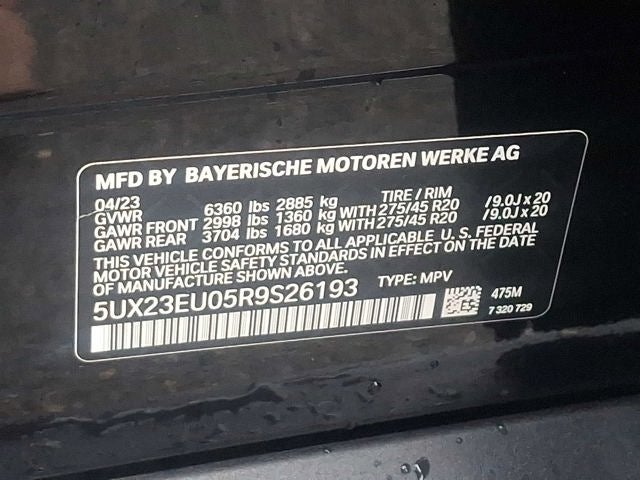 MFD BY BAYERISCHE MOTOREN WERKE AG
04/23 TIRE / RIM
GVWR 6360 lbs 2885 kg
GAWR FRONT 2998 lbs 1360 kg WITH 275/45 R20 /9.0J x 20
GAWR REAR 3704 lbs 1680 kg WITH 275/45 R20 /9.0J x 20
THIS VEHICLE CONFORMS TO ALL APPLICABLE U. S. FEDERAL
MOTOR VEHICLE SAFETY STANDARDS IN EFFECT ON THE DATE
OF MANUFACTURE SHOWN ABOVE.
5UX23EU05R9S26193 TYPE: MPV
475M
7 320 729